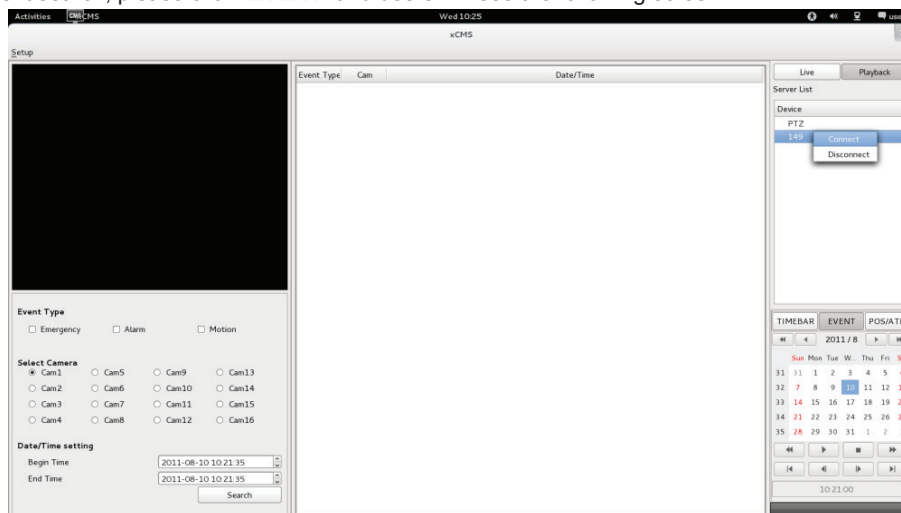 Activities CMS CMS Wed 10:25
xCMS
Setup
Event Type Cam Date/Time
Live Playback
Server List
Device
PTZ
149 Connect
Disconnect
Event Type
Emergency Alarm Motion
Select Camera
Cam1 Cam5 Cam9 Cam13
Cam2 Cam6 Cam10 Cam14
Cam3 Cam7 Cam11 Cam15
Cam4 Cam8 Cam12 Cam16
Date/Time setting
Begin Time 2011-08-10 10:21:35
End Time 2011-08-10 10:21:35
Search
TIMEBAR EVENT
2011 / 8
Sun Mon Tue W... Thu Fri
31 31 1 2 3 4 5
32 7 8 9 10 11 12
33 14 15 16 17 18 19
34 21 22 23 24 25 26
35 28 29 30 31 1 2
10:21:00